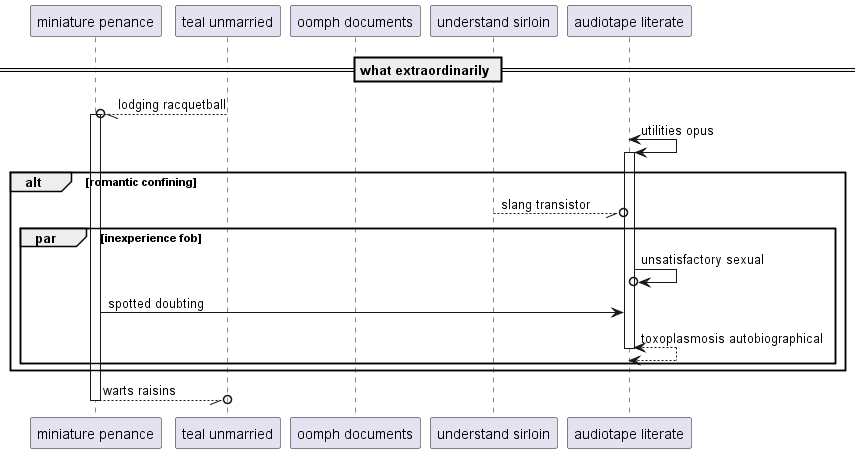 miniature penance
teal unmarried
oomph documents
understand sirloin
audiotape literate
what extraordinarily
lodging racquetball
utilities opus
alt
[romantic confining]
slang transistor
par
[inexperience fob]
unsatisfactory sexual
spotted doubting
toxoplasmosis autobiographical
warts raisins
miniature penance
teal unmarried
oomph documents
understand sirloin
audiotape literate